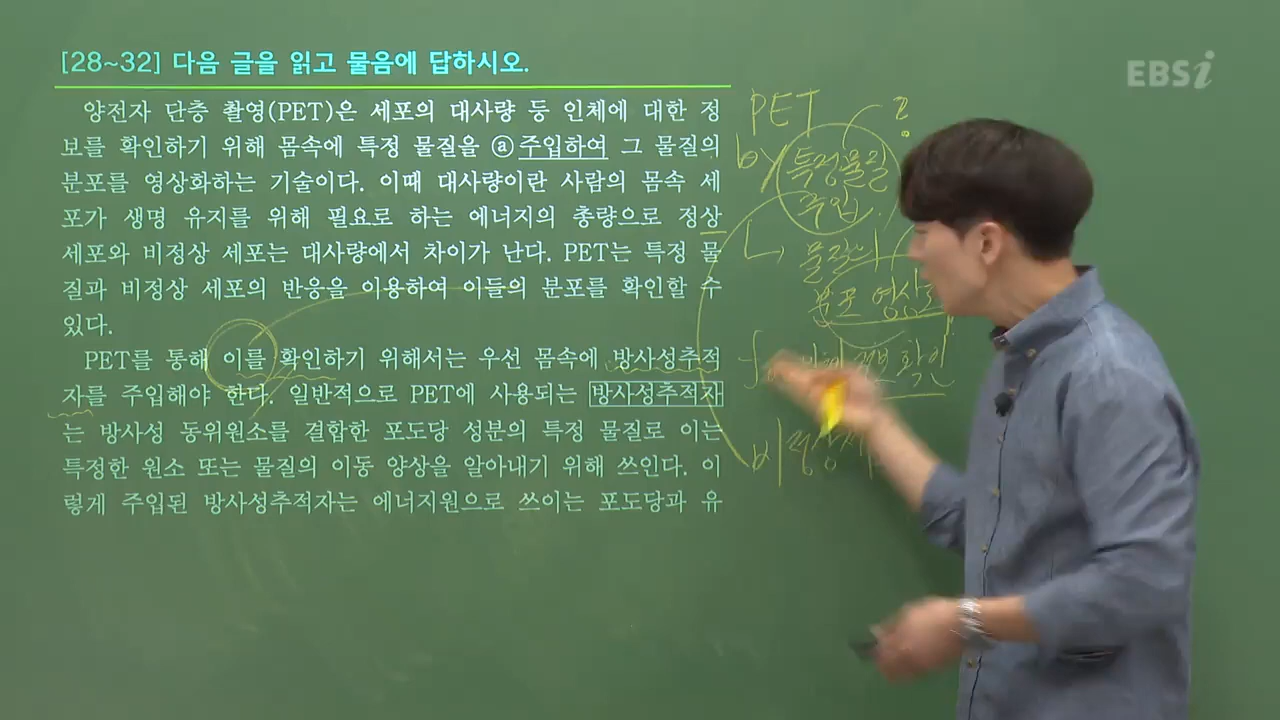 [28~32] 다음 글을 읽고 물음에 답하시오.
양전자 단층 촬영(PET)은 세포의 대사량 등 인체에 대한 정
보를 확인하기 위해 몸속에 특정 물질을 ⓐ주입하여 그 물질의
분포를 영상화하는 기술이다. 이때 대사량이란 사람의 몸속 세
포가 생명 유지를 위해 필요로 하는 에너지의 총량으로 정상
세포와 비정상 세포는 대사량에서 차이가 난다. PET는 특정 물
질과 비정상 세포의 반응을 이용하여 이들의 분포를 확인할 수
있다.
PET를 통해 이를 확인하기 위해서는 우선 몸속에 방사성추적
자를 주입해야 한다. 일반적으로 PET에 사용되는 방사성추적자
는 방사성 동위원소를 결합한 포도당 성분의 특정 물질로 이는
특정한 원소 또는 물질의 이동 양상을 알아내기 위해 쓰인다. 이
렇게 주입된 방사성추적자는 에너지원으로 쓰이는 포도당과 유
EBSi
PET ?
by 특정물질
주입
↳ 물질의
분포 영상
확인
비정상